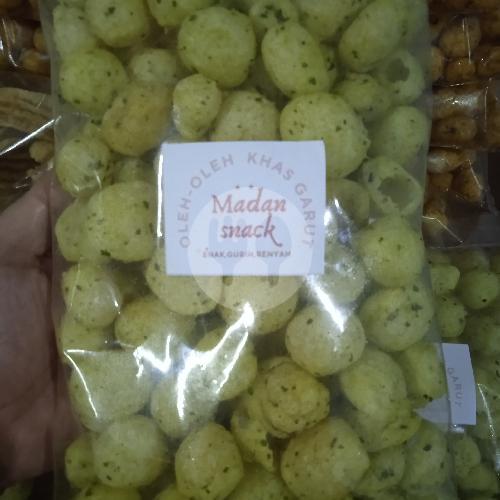 OLEH-OLEH KHAS GARUT
Madan
snack
ENAK,GURIH,RENYAH
GARUT